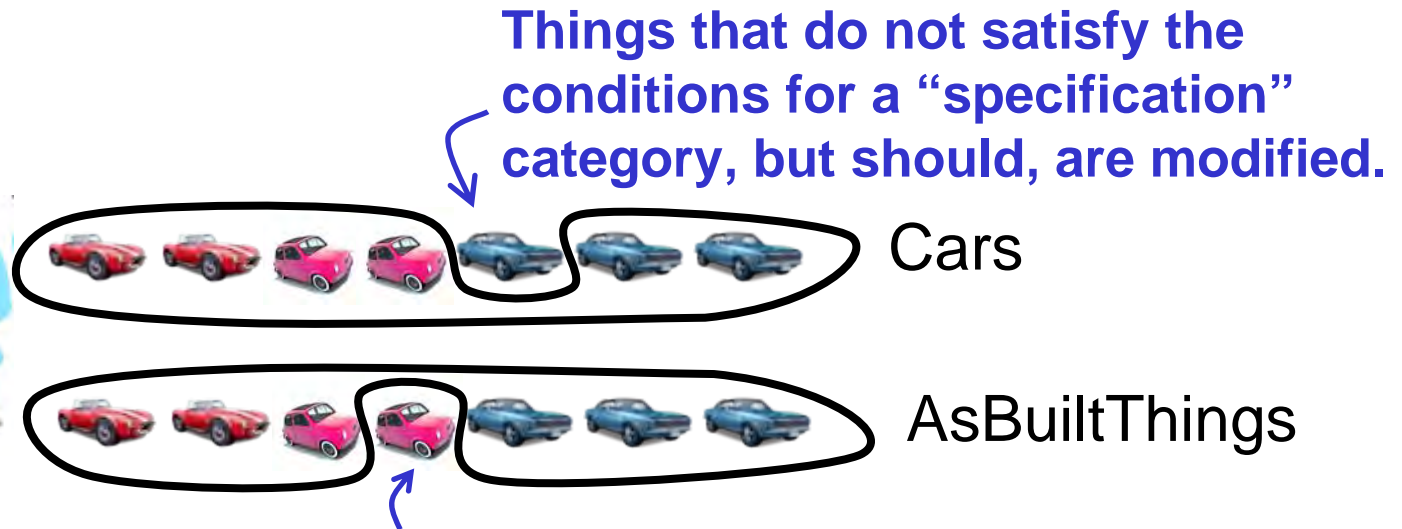 Things that do not satisfy the
conditions for a “specification”
category, but should, are modified.
Cars
AsBuiltThings